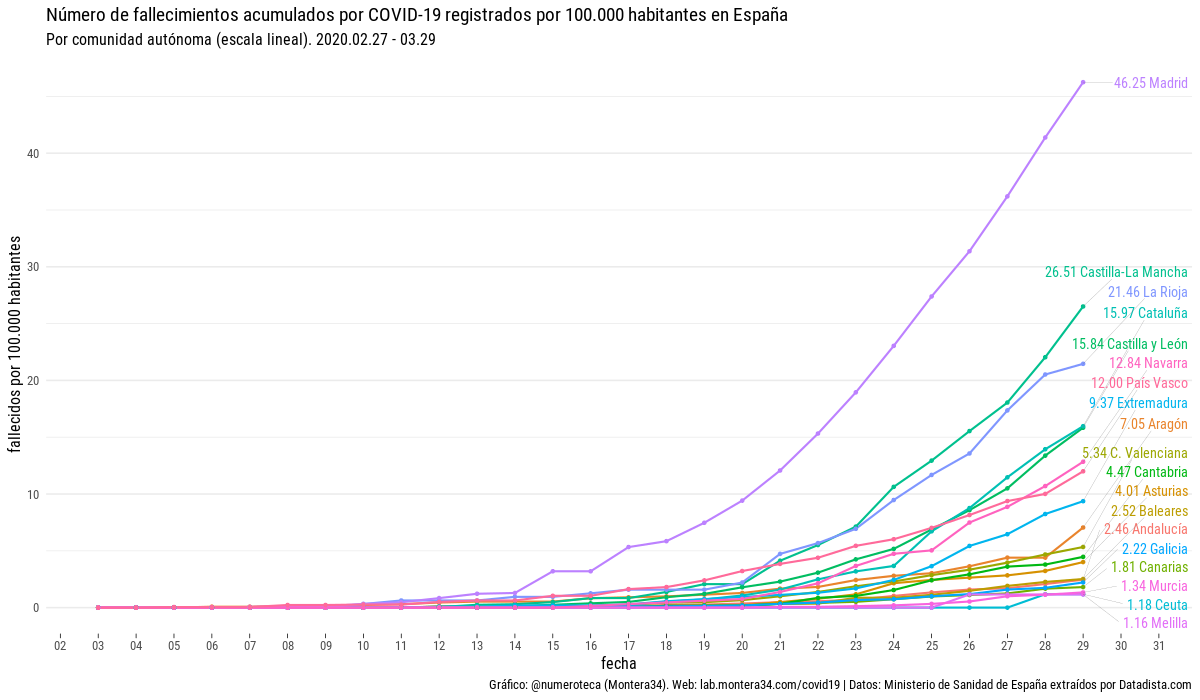 Número de fallecimientos acumulados por COVID-19 registrados por 100.000 habitantes en España
Por comunidad autónoma (escala lineal). 2020.02.27 - 03.29
fallecidos por 100.000 habitantes
40
30
20
10
0
46.25 Madrid
26.51 Castilla-La Mancha
21.46 La Rioja
15.97 Cataluña
15.84 Castilla y León
12.84 Navarra
12.00 País Vasco
9.37 Extremadura
7.05 Aragón
5.34 C. Valenciana
4.47 Cantabria
4.01 Asturias
2.52 Baleares
2.46 Andalucía
2.22 Galicia
1.81 Canarias
1.34 Murcia
1.18 Ceuta
1.16 Melilla
02 03 04 05 06 07 08 09 10 11 12 13 14 15 16 17 18 19 20 21 22 23 24 25 26 27 28 29 30 31
fecha
Gráfico: @numeroteca (Montera34). Web: lab.montera34.com/covid19 | Datos: Ministerio de Sanidad de España extraídos por Datadista.com